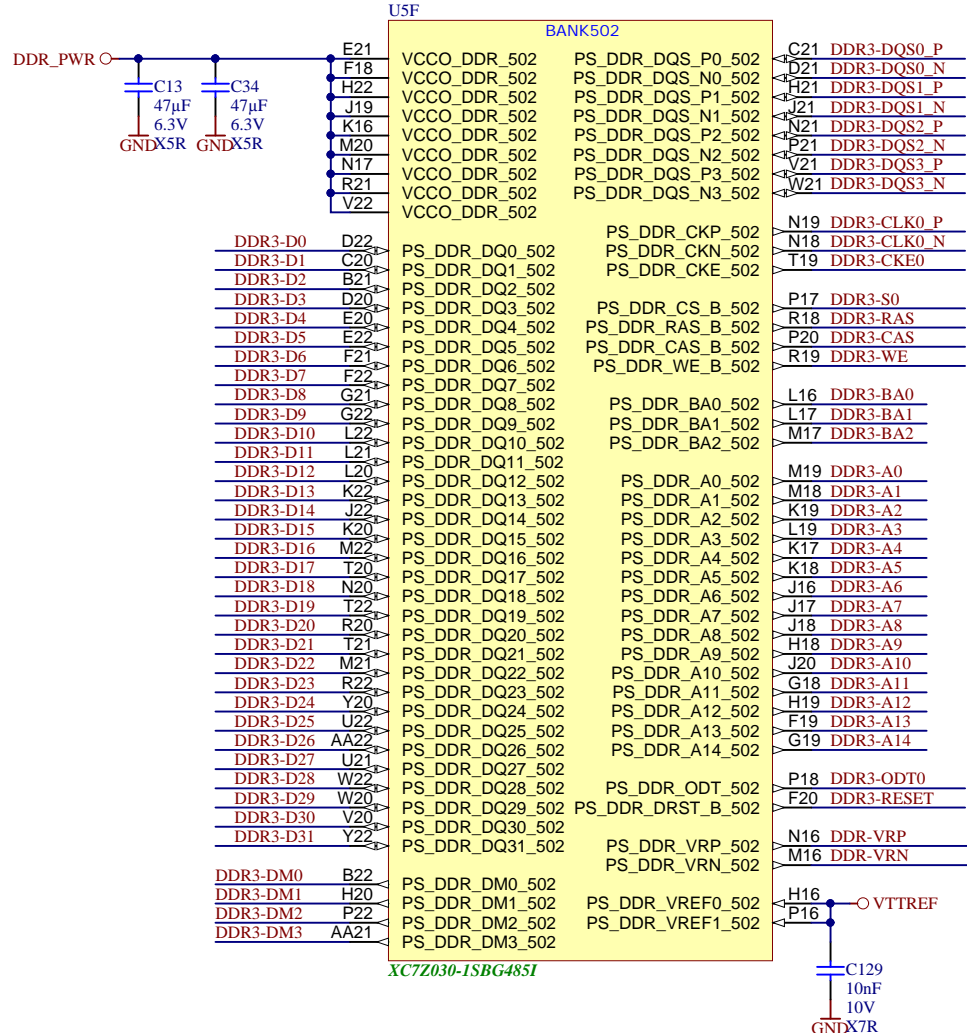 U5F
BANK502
DDR_PWR
C13
47µF
6.3V
X5R
GND
C34
47µF
6.3V
X5R
GND
E21 VCCO_DDR_502
F18 VCCO_DDR_502
H22 VCCO_DDR_502
J19 VCCO_DDR_502
K16 VCCO_DDR_502
M20 VCCO_DDR_502
N17 VCCO_DDR_502
R21 VCCO_DDR_502
V22 VCCO_DDR_502
DDR3-D0 D22 PS_DDR_DQ0_502
DDR3-D1 C20 PS_DDR_DQ1_502
DDR3-D2 B21 PS_DDR_DQ2_502
DDR3-D3 D20 PS_DDR_DQ3_502
DDR3-D4 E20 PS_DDR_DQ4_502
DDR3-D5 E22 PS_DDR_DQ5_502
DDR3-D6 F21 PS_DDR_DQ6_502
DDR3-D7 F22 PS_DDR_DQ7_502
DDR3-D8 G21 PS_DDR_DQ8_502
DDR3-D9 G22 PS_DDR_DQ9_502
DDR3-D10 L22 PS_DDR_DQ10_502
DDR3-D11 L21 PS_DDR_DQ11_502
DDR3-D12 L20 PS_DDR_DQ12_502
DDR3-D13 K22 PS_DDR_DQ13_502
DDR3-D14 J22 PS_DDR_DQ14_502
DDR3-D15 K20 PS_DDR_DQ15_502
DDR3-D16 M22 PS_DDR_DQ16_502
DDR3-D17 T20 PS_DDR_DQ17_502
DDR3-D18 N20 PS_DDR_DQ18_502
DDR3-D19 T22 PS_DDR_DQ19_502
DDR3-D20 R20 PS_DDR_DQ20_502
DDR3-D21 T21 PS_DDR_DQ21_502
DDR3-D22 M21 PS_DDR_DQ22_502
DDR3-D23 R22 PS_DDR_DQ23_502
DDR3-D24 Y20 PS_DDR_DQ24_502
DDR3-D25 U22 PS_DDR_DQ25_502
DDR3-D26 AA22 PS_DDR_DQ26_502
DDR3-D27 U21 PS_DDR_DQ27_502
DDR3-D28 W22 PS_DDR_DQ28_502
DDR3-D29 W20 PS_DDR_DQ29_502
DDR3-D30 V20 PS_DDR_DQ30_502
DDR3-D31 Y22 PS_DDR_DQ31_502
DDR3-DM0 B22 PS_DDR_DM0_502
DDR3-DM1 H20 PS_DDR_DM1_502
DDR3-DM2 P22 PS_DDR_DM2_502
DDR3-DM3 AA21 PS_DDR_DM3_502
PS_DDR_DQS_P0_502 C21 DDR3-DQS0_P
PS_DDR_DQS_N0_502 D21 DDR3-DQS0_N
PS_DDR_DQS_P1_502 H21 DDR3-DQS1_P
PS_DDR_DQS_N1_502 J21 DDR3-DQS1_N
PS_DDR_DQS_P2_502 N21 DDR3-DQS2_P
PS_DDR_DQS_N2_502 P21 DDR3-DQS2_N
PS_DDR_DQS_P3_502 V21 DDR3-DQS3_P
PS_DDR_DQS_N3_502 W21 DDR3-DQS3_N
PS_DDR_CKP_502 N19 DDR3-CLK0_P
PS_DDR_CKN_502 N18 DDR3-CLK0_N
PS_DDR_CKE_502 T19 DDR3-CKE0
PS_DDR_CS_B_502 P17 DDR3-S0
PS_DDR_RAS_B_502 R18 DDR3-RAS
PS_DDR_CAS_B_502 P20 DDR3-CAS
PS_DDR_WE_B_502 R19 DDR3-WE
PS_DDR_BA0_502 L16 DDR3-BA0
PS_DDR_BA1_502 L17 DDR3-BA1
PS_DDR_BA2_502 M17 DDR3-BA2
PS_DDR_A0_502 M19 DDR3-A0
PS_DDR_A1_502 M18 DDR3-A1
PS_DDR_A2_502 K19 DDR3-A2
PS_DDR_A3_502 L19 DDR3-A3
PS_DDR_A4_502 K17 DDR3-A4
PS_DDR_A5_502 K18 DDR3-A5
PS_DDR_A6_502 J16 DDR3-A6
PS_DDR_A7_502 J17 DDR3-A7
PS_DDR_A8_502 J18 DDR3-A8
PS_DDR_A9_502 H18 DDR3-A9
PS_DDR_A10_502 J20 DDR3-A10
PS_DDR_A11_502 G18 DDR3-A11
PS_DDR_A12_502 H19 DDR3-A12
PS_DDR_A13_502 F19 DDR3-A13
PS_DDR_A14_502 G19 DDR3-A14
PS_DDR_ODT_502 P18 DDR3-ODT0
PS_DDR_DRST_B_502 F20 DDR3-RESET
PS_DDR_VRP_502 N16 DDR-VRP
PS_DDR_VRN_502 M16 DDR-VRN
PS_DDR_VREF0_502 H16 VTTREF
PS_DDR_VREF1_502 P16
C129
10nF
10V
X7R
GND
XC7Z030-1SBG485I